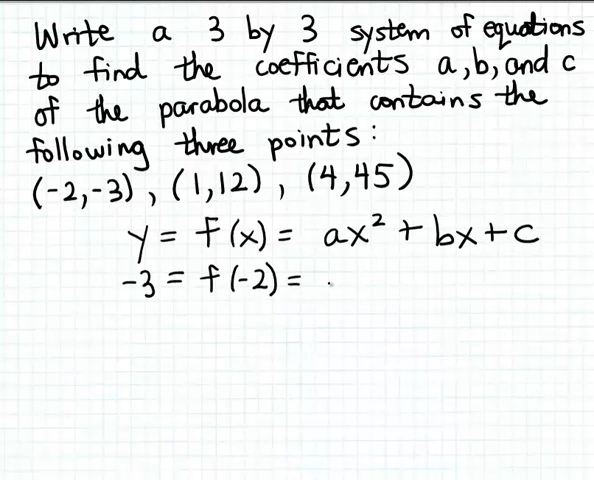 Write a 3 by 3 system of equations
to find the coefficients a, b, and c
of the parabola that contains the
following three points:
(-2,-3), (1,12), (4,45)
y = f(x) = ax² + bx + c
-3 = f(-2) =